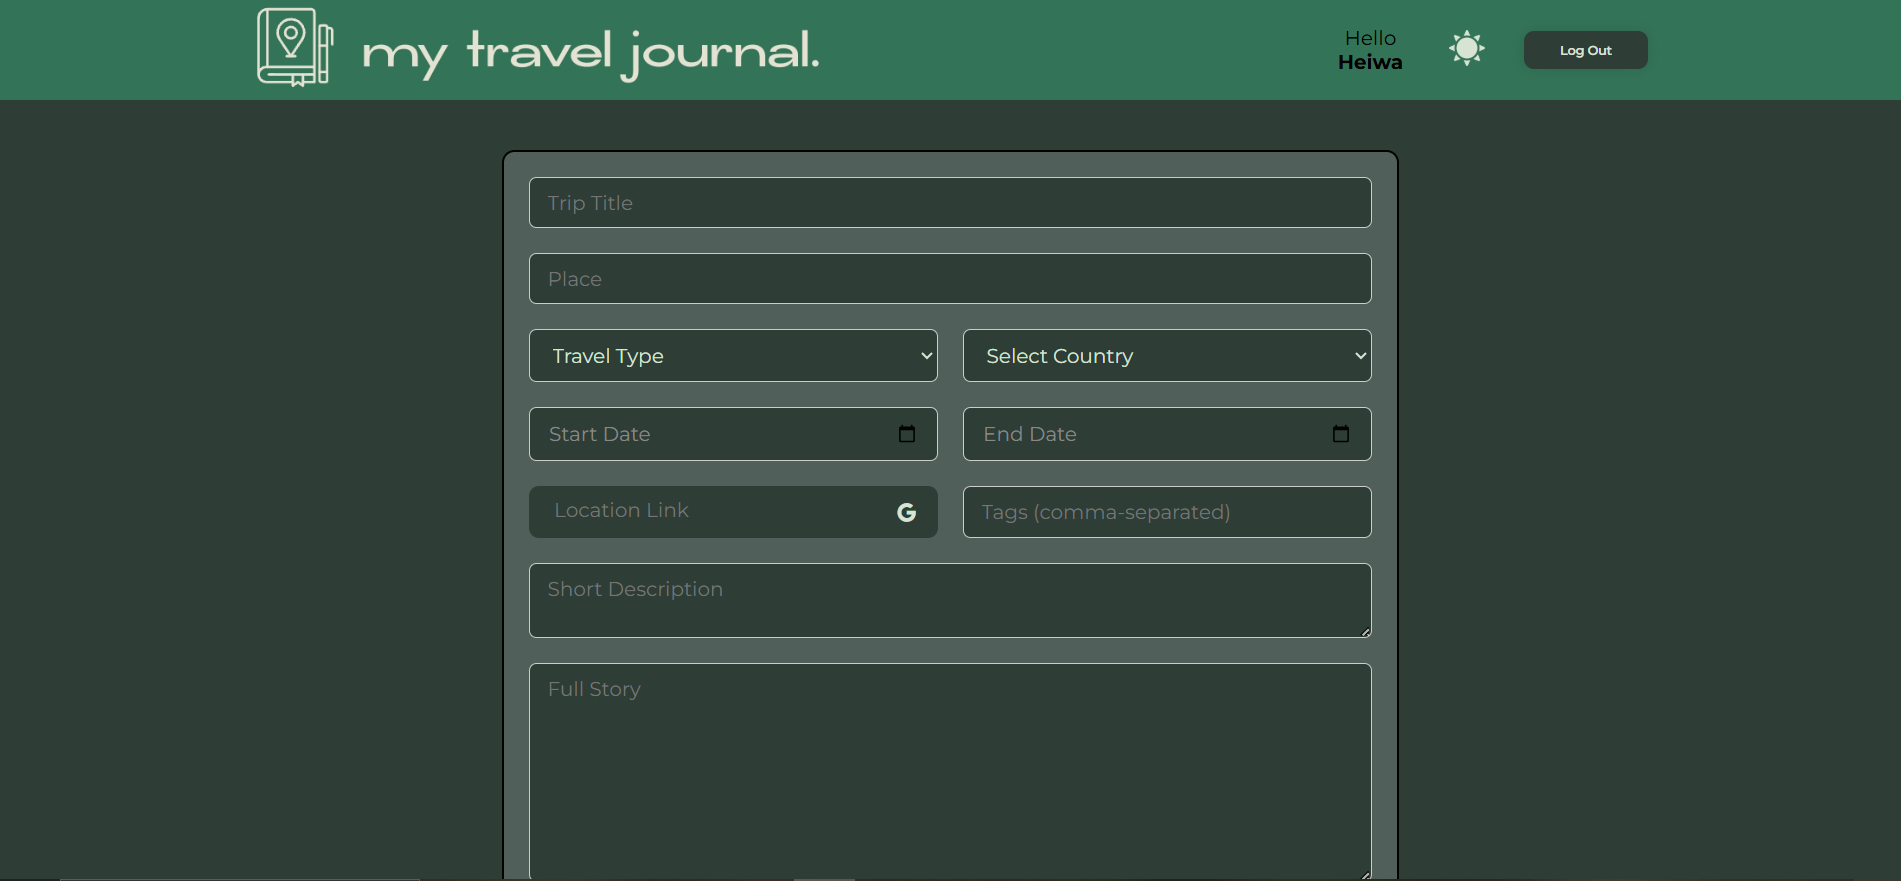 my travel journal.
Hello
Heiwa
Log Out
Trip Title
Place
Travel Type
Select Country
Start Date
End Date
Location Link
G
Tags (comma-separated)
Short Description
Full Story